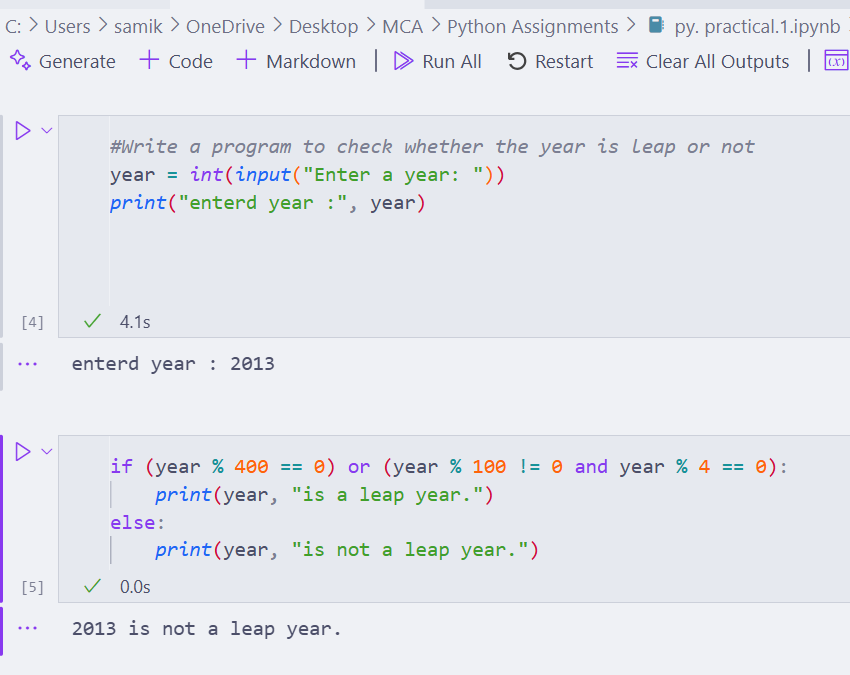 C: > Users > samik > OneDrive > Desktop > MCA > Python Assignments > py. practical.1.ipynb
Generate + Code + Markdown | Run All Restart Clear All Outputs | (x)
#Write a program to check whether the year is leap or not
year = int(input("Enter a year: "))
print("enterd year :", year)
[4] 4.1s
... enterd year : 2013
if (year % 400 == 0) or (year % 100 != 0 and year % 4 == 0):
print(year, "is a leap year.")
else:
print(year, "is not a leap year.")
[5] 0.0s
... 2013 is not a leap year.